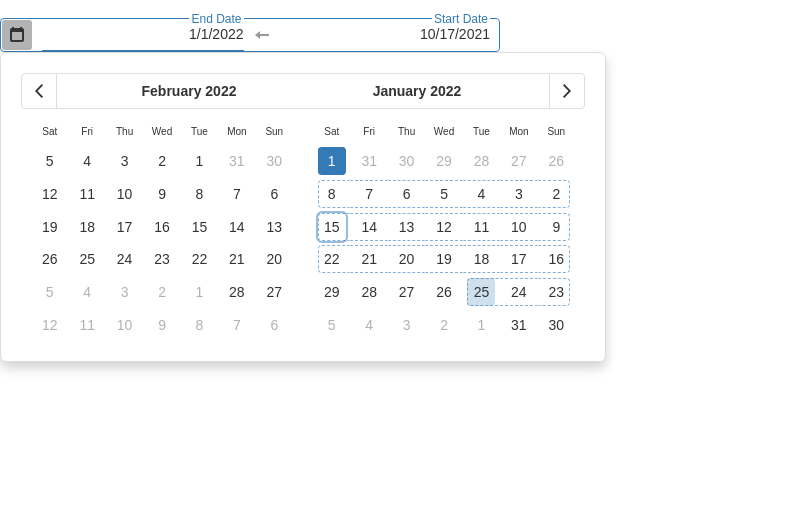 End Date Start Date
1/1/2022 10/17/2021
February 2022 January 2022
Sat Fri Thu Wed Tue Mon Sun Sat Fri Thu Wed Tue Mon Sun
5 4 3 2 1 31 30 1 31 30 29 28 27 26
12 11 10 9 8 7 6 8 7 6 5 4 3 2
19 18 17 16 15 14 13 15 14 13 12 11 10 9
26 25 24 23 22 21 20 22 21 20 19 18 17 16
5 4 3 2 1 28 27 29 28 27 26 25 24 23
12 11 10 9 8 7 6 5 4 3 2 1 31 30